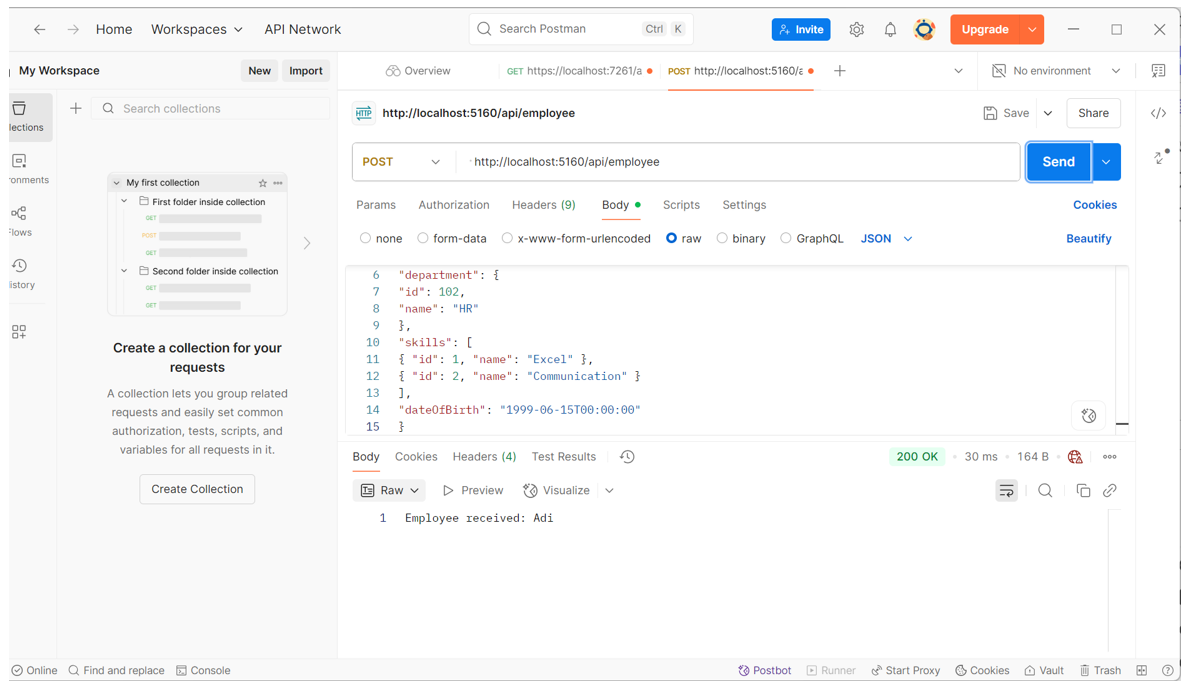 Home Workspaces API Network Search Postman Ctrl K Invite Upgrade
My Workspace New Import
Overview GET https://localhost:7261/a POST http://localhost:5160/a No environment
Search collections
lections
ronments
Flows
istory
My first collection
First folder inside collection
GET
POST
GET
Second folder inside collection
GET
GET
Create a collection for your
requests
A collection lets you group related
requests and easily set common
authorization, tests, scripts, and
variables for all requests in it.
Create Collection
HTTP http://localhost:5160/api/employee Save Share
POST http://localhost:5160/api/employee Send
Params Authorization Headers (9) Body Scripts Settings Cookies
none form-data x-www-form-urlencoded raw binary GraphQL JSON Beautify
6 "department": {
7 "id": 102,
8 "name": "HR"
9 },
10 "skills": [
11 { "id": 1, "name": "Excel" },
12 { "id": 2, "name": "Communication" }
13 ],
14 "dateOfBirth": "1999-06-15T00:00:00"
15 }
Body Cookies Headers (4) Test Results 200 OK 30 ms 164 B
Raw Preview Visualize
1 Employee received: Adi
Online Find and replace Console Postbot Runner Start Proxy Cookies Vault Trash